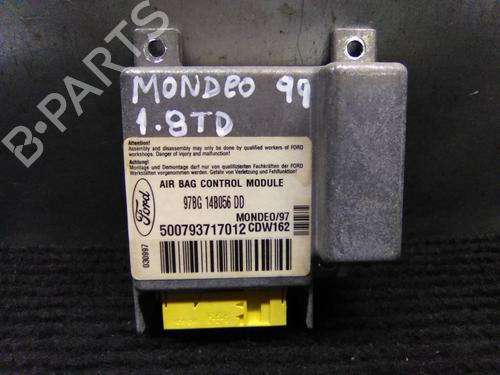 B-PARTS
MONDEO 99
1.8TD
Attention!
Assembly and disassembly may only be done by qualified workers of FORD
workshops. Danger of injury and malfunction!
Achtung!
Montage und Demontage darf nur von qualifizierten Fachkräften der FORD
Werkstätten vorgenommen werden. Gefahr von Verletzung und Fehlfunktion!
AIR BAG CONTROL MODULE
Ford
97BG 14B056 DD
MONDEO/97
500793717012 CDW162
030997